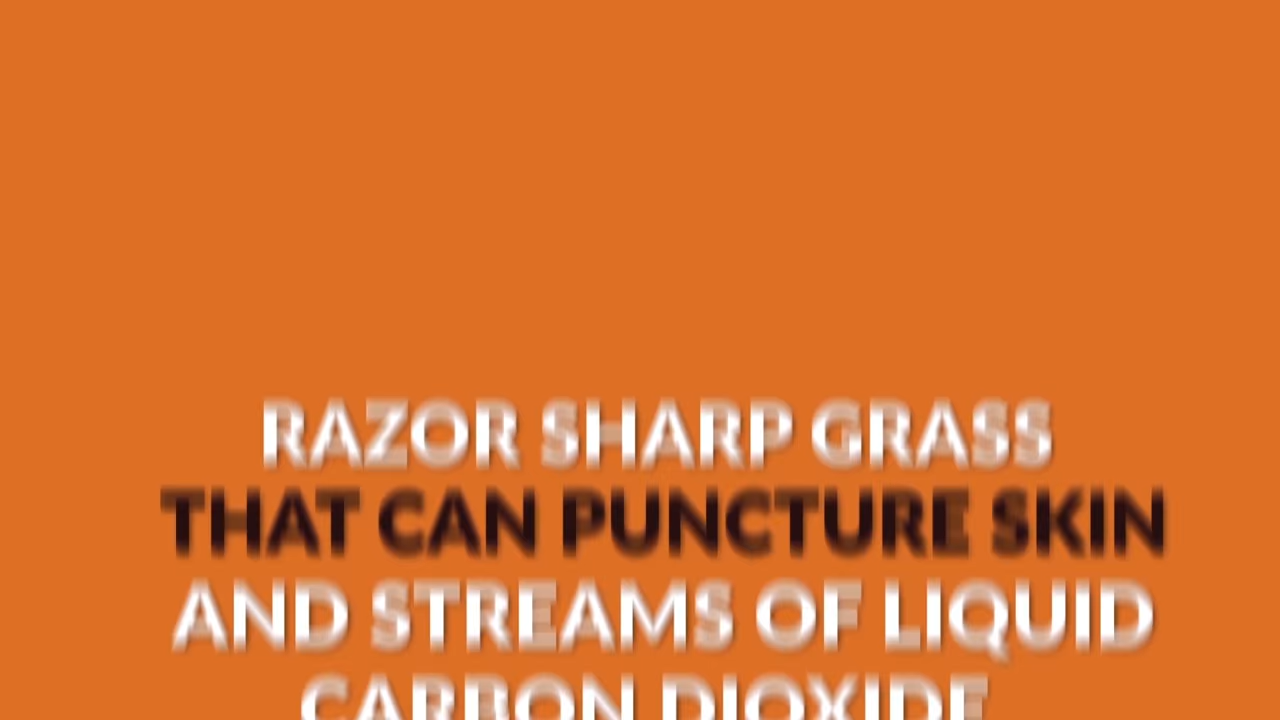 RAZOR SHARP GRASS
THAT CAN PUNCTURE SKIN
AND STREAMS OF LIQUID
CARBON DIOXIDE